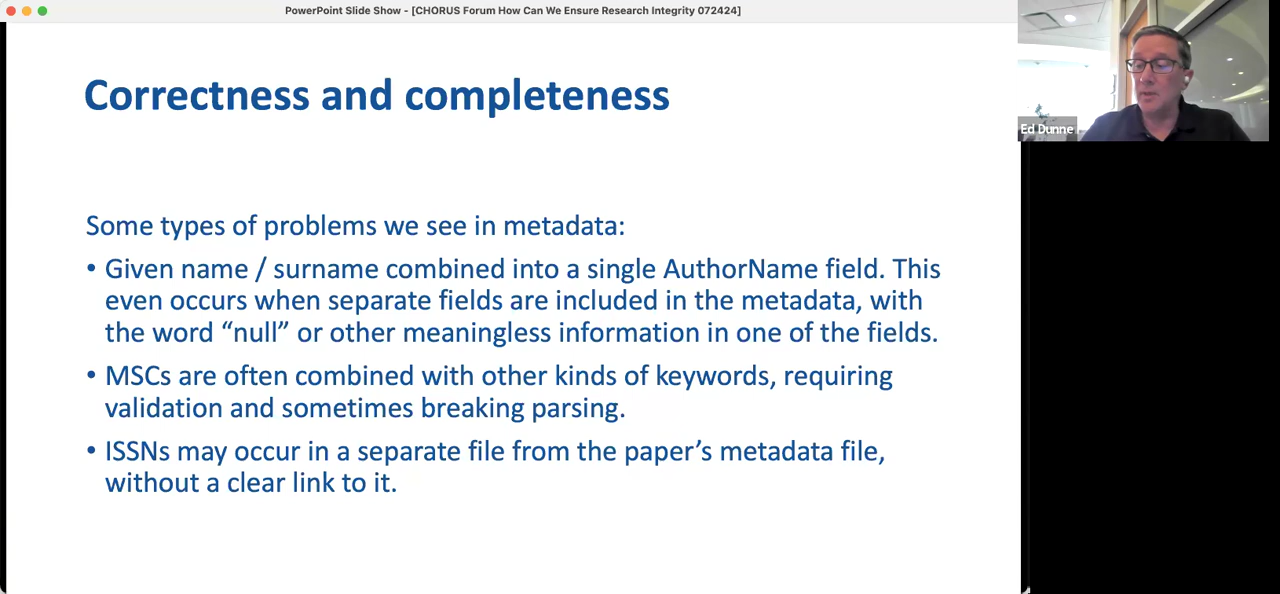 PowerPoint Slide Show - [CHORUS Forum How Can We Ensure Research Integrity 072424]
Ed Dunne
Correctness and completeness
Some types of problems we see in metadata:
• Given name / surname combined into a single AuthorName field. This
even occurs when separate fields are included in the metadata, with
the word “null” or other meaningless information in one of the fields.
• MSCs are often combined with other kinds of keywords, requiring
validation and sometimes breaking parsing.
• ISSNs may occur in a separate file from the paper’s metadata file,
without a clear link to it.